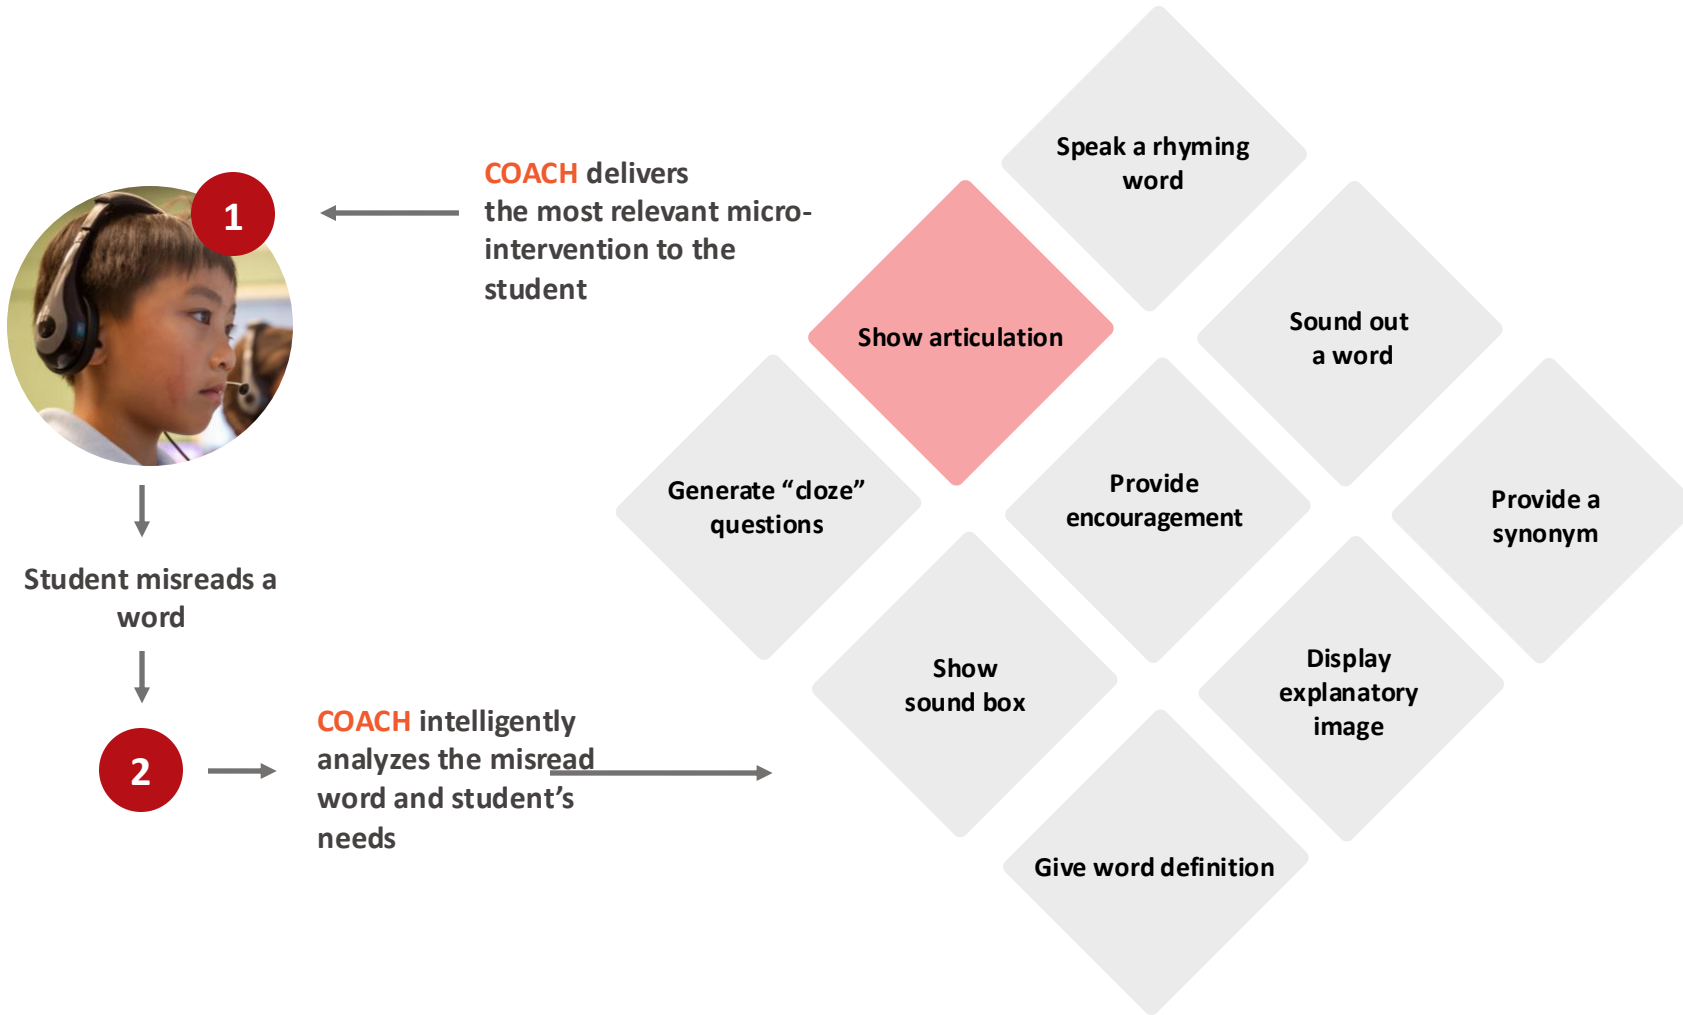 1
COACH delivers
the most relevant micro-
intervention to the
student
Student misreads a
word
2
COACH intelligently
analyzes the misread
word and student’s
needs
Speak a rhyming
word
Show articulation
Sound out
a word
Generate “cloze”
questions
Provide
encouragement
Provide a
synonym
Show
sound box
Display
explanatory
image
Give word definition